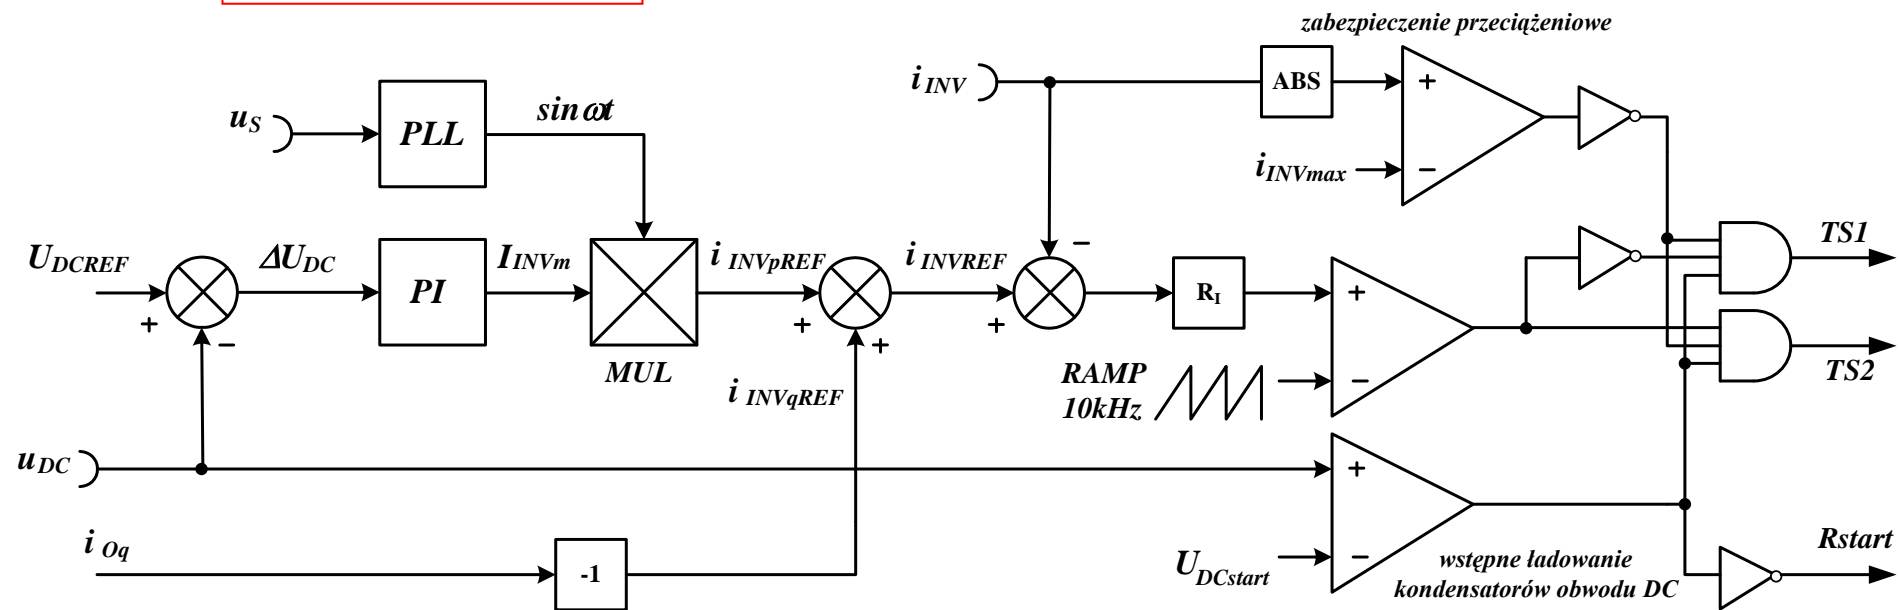 zabezpieczenie przeciążeniowe
i INV
ABS
+
−
i INVmax
u S
PLL
sin ωt
U DCREF
+
−
ΔU DC
PI
I INVm
MUL
i INVpREF
+
+
i INVqREF
i INVREF
+
−
R I
+
−
RAMP
10kHz
TS1
TS2
u DC
+
−
U DCstart
wstępne ładowanie
kondensatorów obwodu DC
Rstart
i Oq
-1